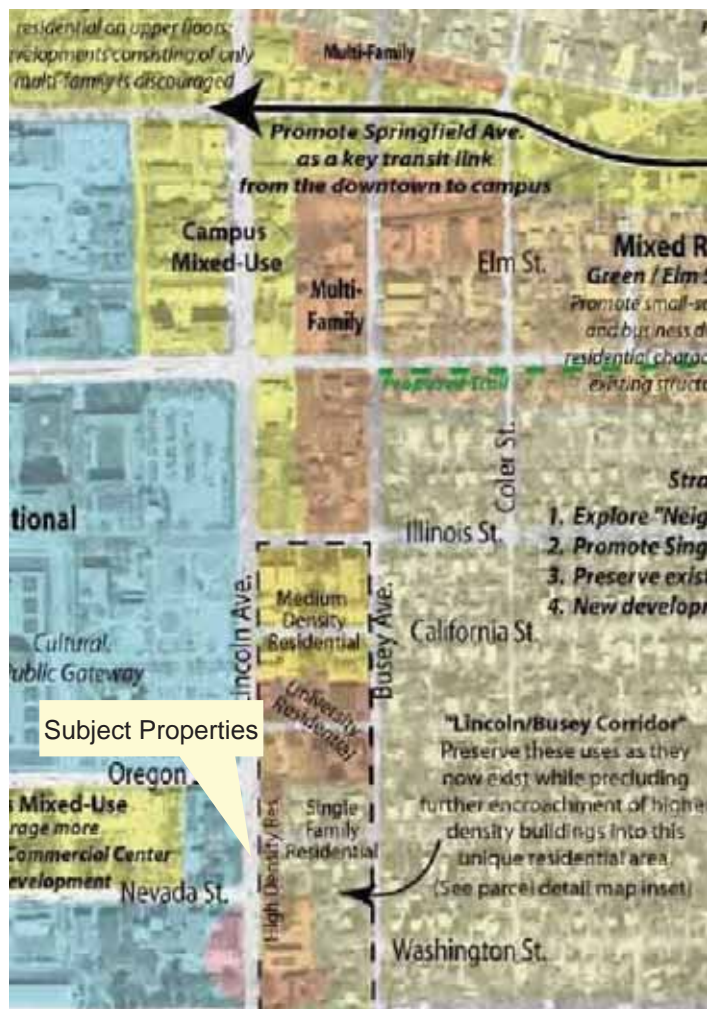 residential on upper floors;
velopments consisting of only
multi-family is discouraged
Multi-Family
Promote Springfield Ave.
as a key transit link
from the downtown to campus
Campus
Mixed-Use
Multi-
Family
Elm St.
Mixed R
Green / Elm S
Promote small-sc
and business d
residential charac
existing structu
Proposed Trail
Coler St.
Stra
1. Explore "Neig
2. Promote Sing
3. Preserve exist
4. New developm
tional
Illinois St.
Lincoln Ave.
Busey Ave.
Medium
Density
Residential
California St.
Cultural
Public Gateway
University
Residential
Subject Properties
"Lincoln/Busey Corridor"
Preserve these uses as they
now exist while precluding
further encroachment of higher
density buildings into this
unique residential area.
(See parcel detail map inset)
Oregon
s Mixed-Use
rage more
Commercial Center
evelopment
Single
Family
Residential
High Density Res.
Nevada St.
Washington St.